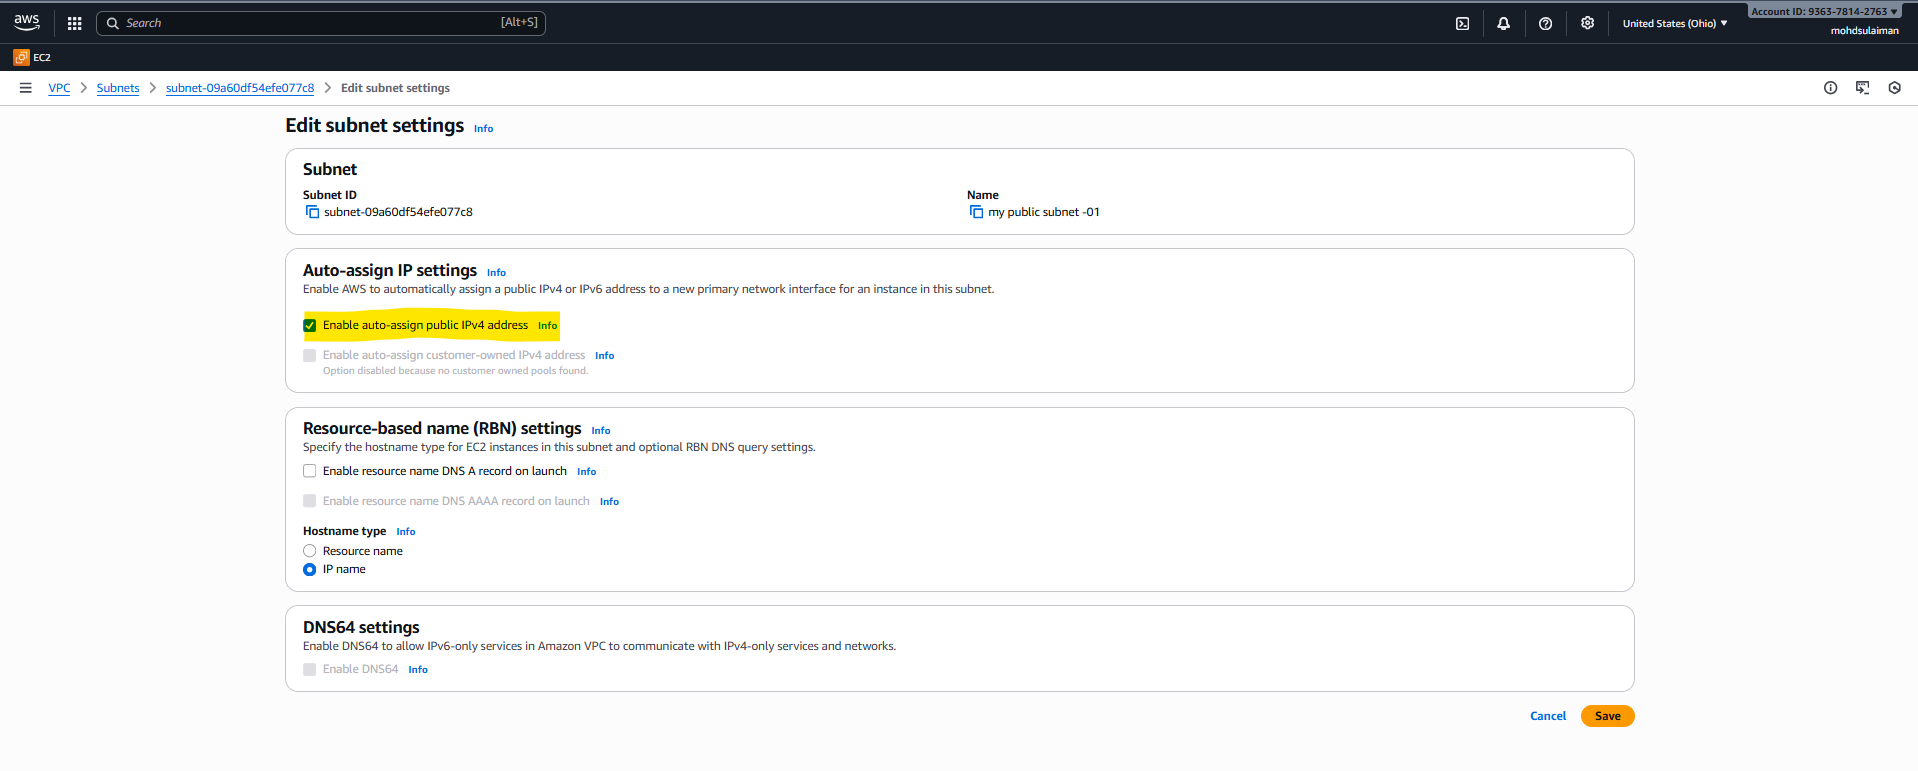 aws
Search [Alt+S]
United States (Ohio)
Account ID: 9363-7814-2763
mohdsulaiman
EC2
VPC
Subnets
subnet-09a60df54efe077c8
Edit subnet settings
Edit subnet settings Info
Subnet
Subnet ID
subnet-09a60df54efe077c8
Name
my public subnet -01
Auto-assign IP settings Info
Enable AWS to automatically assign a public IPv4 or IPv6 address to a new primary network interface for an instance in this subnet.
Enable auto-assign public IPv4 address Info
Enable auto-assign customer-owned IPv4 address Info
Option disabled because no customer owned pools found.
Resource-based name (RBN) settings Info
Specify the hostname type for EC2 instances in this subnet and optional RBN DNS query settings.
Enable resource name DNS A record on launch Info
Enable resource name DNS AAAA record on launch Info
Hostname type Info
Resource name
IP name
DNS64 settings
Enable DNS64 to allow IPv6-only services in Amazon VPC to communicate with IPv4-only services and networks.
Enable DNS64 Info
Cancel
Save